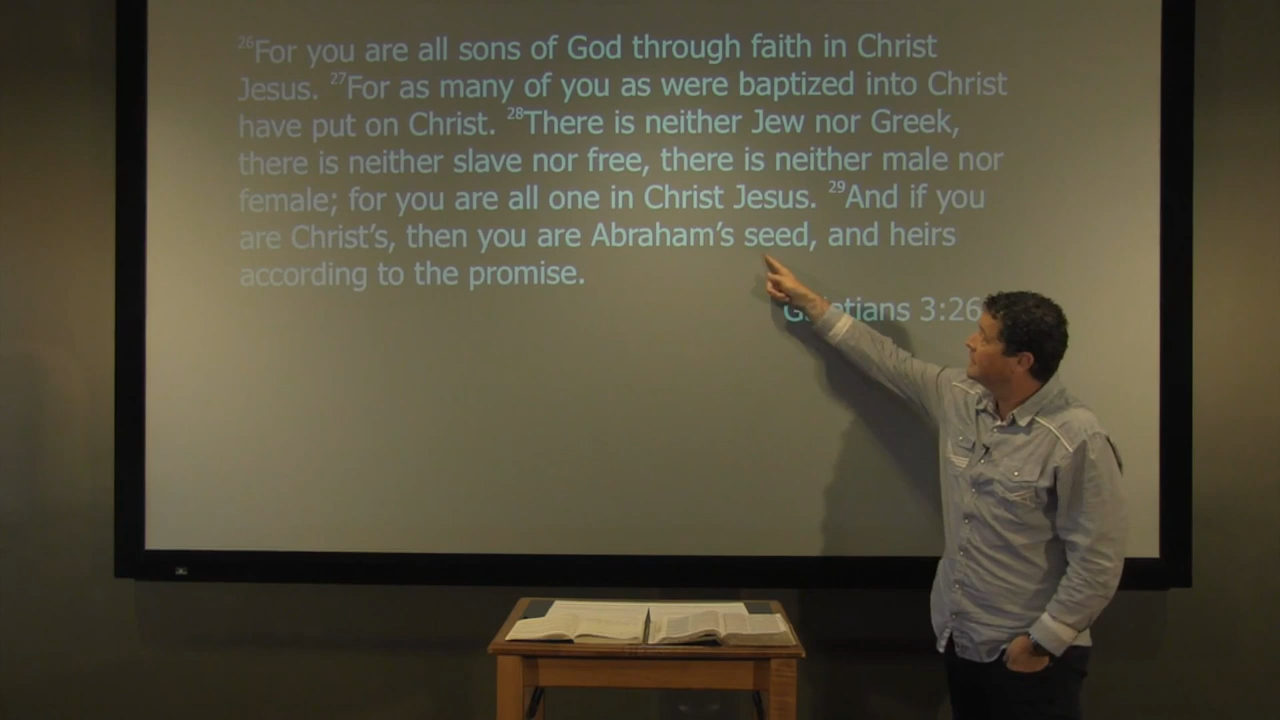 26For you are all sons of God through faith in Christ
Jesus. 27For as many of you as were baptized into Christ
have put on Christ. 28There is neither Jew nor Greek,
there is neither slave nor free, there is neither male nor
female; for you are all one in Christ Jesus. 29And if you
are Christ's, then you are Abraham's seed, and heirs
according to the promise.
3:26